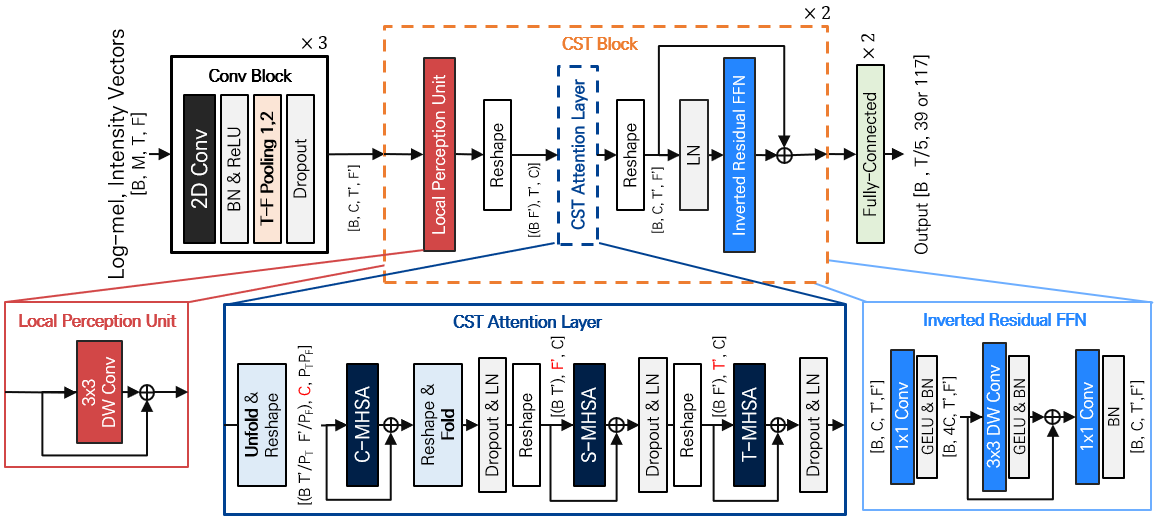 Log-mel, Intensity Vectors
[B, M, T, F]
× 3
Conv Block
2D Conv
BN & ReLU
T-F Pooling 1,2
Dropout
[B, C, T', F']
× 2
CST Block
Local Perception Unit
Reshape
[(B F'), T', C)]
CST Attention Layer
Reshape
[B, C, T', F']
LN
Inverted Residual FFN
× 2
Fully-Connected
Output [B , T/5, 39 or 117]
Local Perception Unit
3x3
DW Conv
CST Attention Layer
Unfold &
Reshape
[(B T'/PT F'/PF), C, PTPF]
C-MHSA
Reshape &
Fold
Dropout & LN
Reshape
[(B T'), F', C]
S-MHSA
Dropout & LN
Reshape
[(B F'), T', C]
T-MHSA
Dropout & LN
Inverted Residual FFN
[B, C, T',F']
1x1 Conv
GELU & BN
[B, 4C, T',F']
3x3 DW Conv
GELU & BN
1x1 Conv
BN
[B, C, T',F']